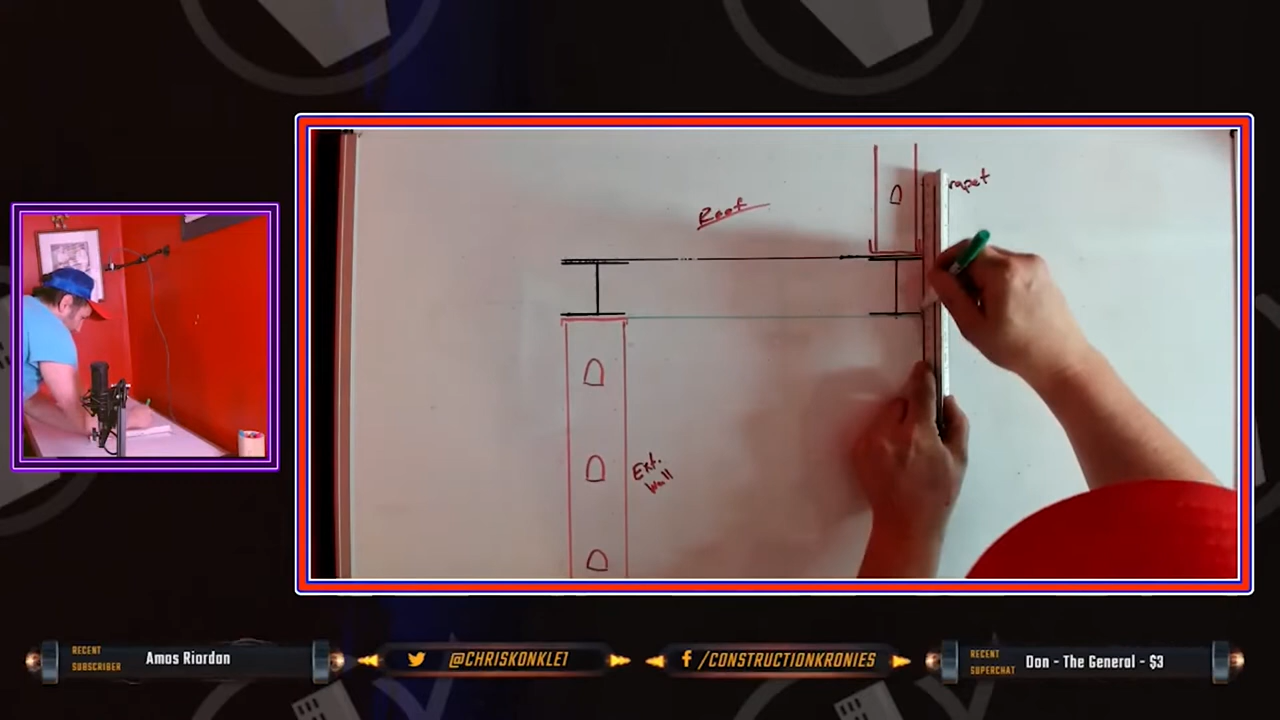 Roof
rapet
Ext.
Wall
RECENT
SUBSCRIBER
Amos Riordan
@CHRISKONKLE1
f/CONSTRUCTIONKRONIES
RECENT
SUPERCHAT
Don - The General - $3